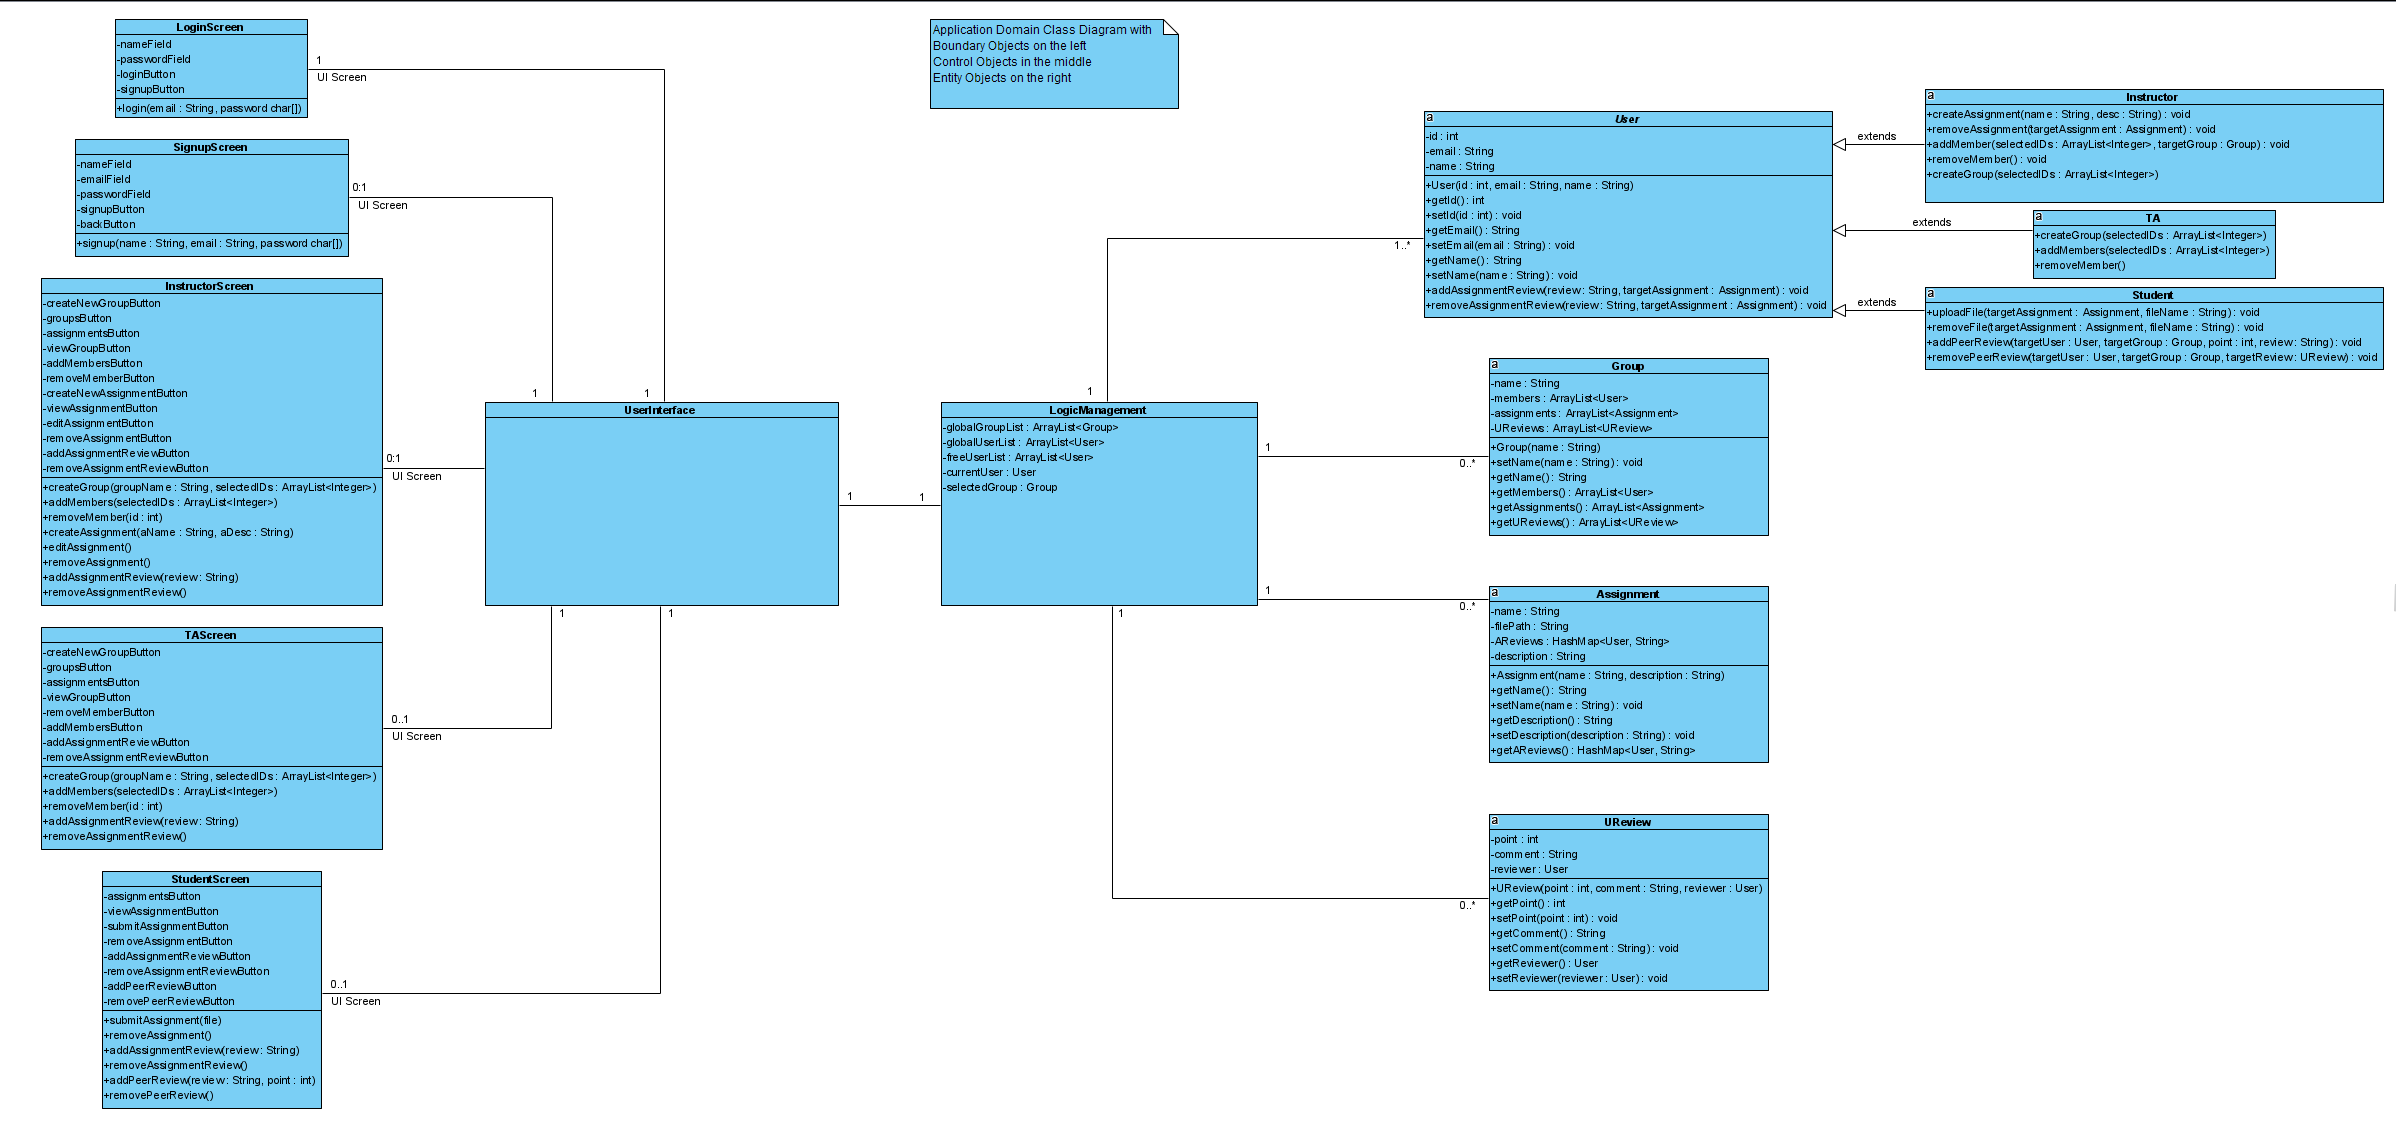 LoginScreen
-nameField
-passwordField
-loginButton
-signupButton
+login(email : String, password char[])
1
UI Screen
SignupScreen
-nameField
-emailField
-passwordField
-signupButton
-backButton
+signup(name : String, email : String, password char[])
0:1
UI Screen
InstructorScreen
-createNewGroupButton
-groupsButton
-assignmentsButton
-viewGroupButton
-addMembersButton
-removeMemberButton
-createNewAssignmentButton
-viewAssignmentButton
-editAssignmentButton
-removeAssignmentButton
-addAssignmentReviewButton
-removeAssignmentReviewButton
+createGroup(groupName : String, selectedIDs : ArrayList<Integer>)
+addMembers(selectedIDs : ArrayList<Integer>)
+removeMember(id : int)
+createAssignment(aName : String, aDesc : String)
+editAssignment()
+removeAssignment()
+addAssignmentReview(review : String)
+removeAssignmentReview()
0:1
UI Screen
TAScreen
-createNewGroupButton
-groupsButton
-assignmentsButton
-viewGroupButton
-removeMemberButton
-addMembersButton
-addAssignmentReviewButton
-removeAssignmentReviewButton
+createGroup(groupName : String, selectedIDs : ArrayList<Integer>)
+addMembers(selectedIDs : ArrayList<Integer>)
+removeMember(id : int)
+addAssignmentReview(review : String)
+removeAssignmentReview()
0..1
UI Screen
StudentScreen
-assignmentsButton
-viewAssignmentButton
-submitAssignmentButton
-removeAssignmentButton
-addAssignmentReviewButton
-removeAssignmentReviewButton
-addPeerReviewButton
-removePeerReviewButton
+submitAssignment(file)
+removeAssignment()
+addAssignmentReview(review : String)
+removeAssignmentReview()
+addPeerReview(review : String, point : int)
+removePeerReview()
0..1
UI Screen
1
1
UserInterface
1
1
1
1
Application Domain Class Diagram with
Boundary Objects on the left
Control Objects in the middle
Entity Objects on the right
1
LogicManagement
-globalGroupList : ArrayList<Group>
-globalUserList : ArrayList<User>
-freeUserList : ArrayList<User>
-currentUser : User
-selectedGroup : Group
1
1
1
1..*
0..*
0..*
0..*
a
User
-id : int
-email : String
-name : String
+User(id : int, email : String, name : String)
+getId() : int
+setId(id : int) : void
+getEmail() : String
+setEmail(email : String) : void
+getName() : String
+setName(name : String) : void
+addAssignmentReview(review : String, targetAssignment : Assignment) : void
+removeAssignmentReview(review : String, targetAssignment : Assignment) : void
a
Group
-name : String
-members : ArrayList<User>
-assignments : ArrayList<Assignment>
-UReviews : ArrayList<UReview>
+Group(name : String)
+setName(name : String) : void
+getName() : String
+getMembers() : ArrayList<User>
+getAssignments() : ArrayList<Assignment>
+getUReviews() : ArrayList<UReview>
a
Assignment
-name : String
-filePath : String
-AReviews : HashMap<User, String>
-description : String
+Assignment(name : String, description : String)
+getName() : String
+setName(name : String) : void
+getDescription() : String
+setDescription(description : String) : void
+getAReviews() : HashMap<User, String>
a
UReview
-point : int
-comment : String
-reviewer : User
+UReview(point : int, comment : String, reviewer : User)
+getPoint() : int
+setPoint(point : int) : void
+getComment() : String
+setComment(comment : String) : void
+getReviewer() : User
+setReviewer(reviewer : User) : void
extends
extends
extends
a
Instructor
+createAssignment(name : String, desc : String) : void
+removeAssignment(targetAssignment : Assignment) : void
+addMember(selectedIDs : ArrayList<Integer>, targetGroup : Group) : void
+removeMember() : void
+createGroup(selectedIDs : ArrayList<Integer>)
a
TA
+createGroup(selectedIDs : ArrayList<Integer>)
+addMembers(selectedIDs : ArrayList<Integer>)
+removeMember()
a
Student
+uploadFile(targetAssignment : Assignment, fileName : String) : void
+removeFile(targetAssignment : Assignment, fileName : String) : void
+addPeerReview(targetUser : User, targetGroup : Group, point : int, review : String) : void
+removePeerReview(targetUser : User, targetGroup : Group, targetReview : UReview) : void